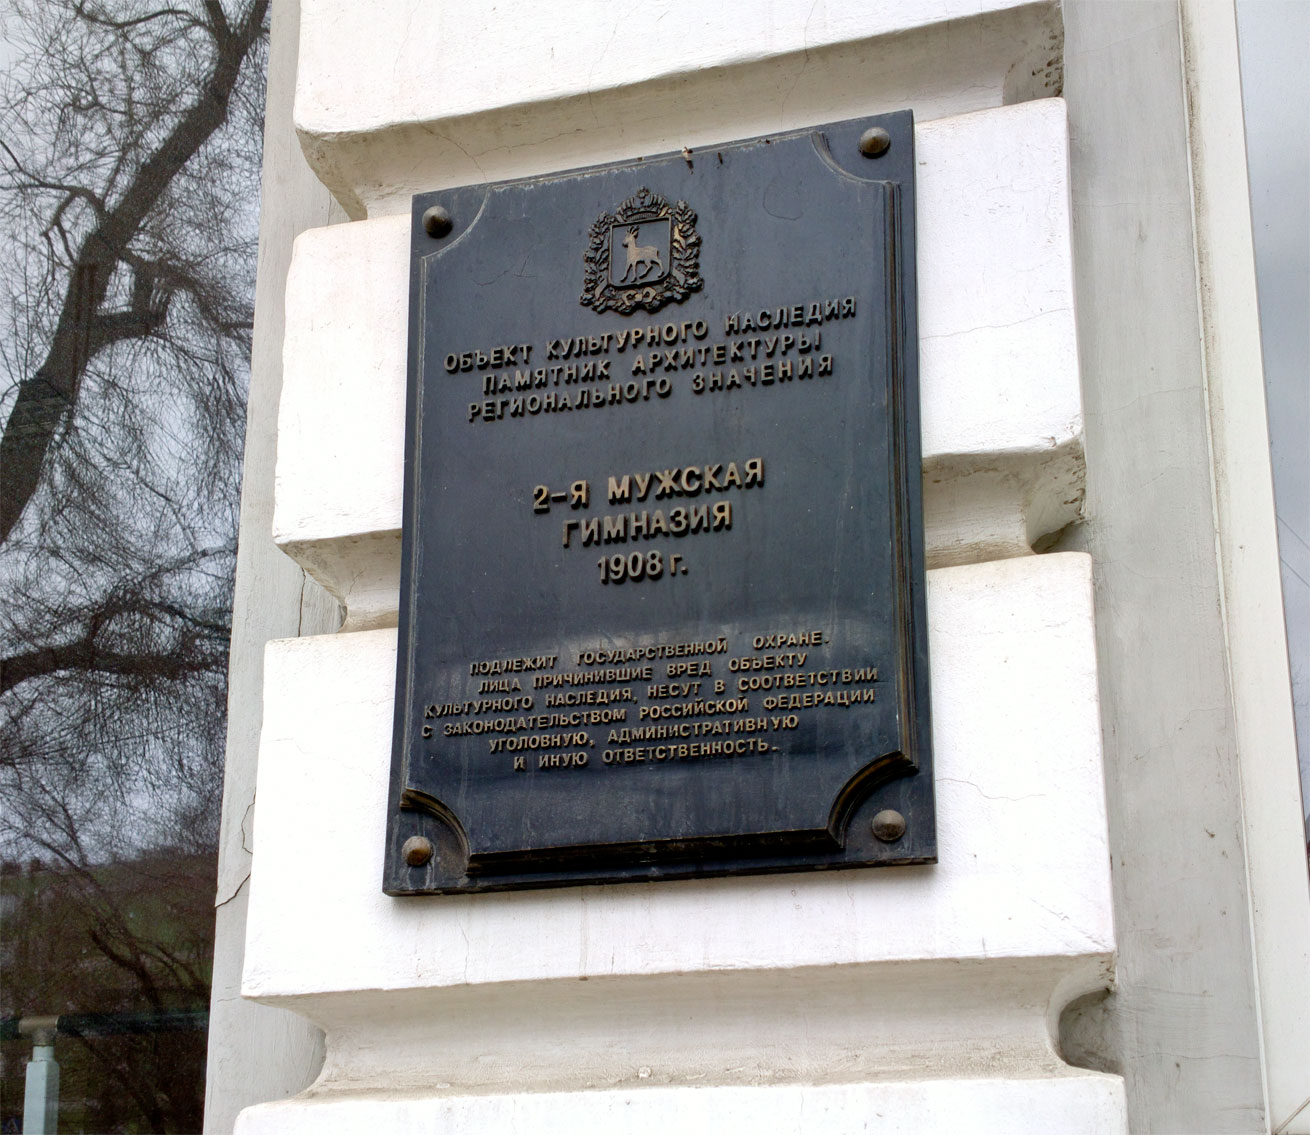 ОБЪЕКТ КУЛЬТУРНОГО НАСЛЕДИЯ
ПАМЯТНИК АРХИТЕКТУРЫ
РЕГИОНАЛЬНОГО ЗНАЧЕНИЯ
2-Я МУЖСКАЯ
ГИМНАЗИЯ
1908 г.
ПОДЛЕЖИТ ГОСУДАРСТВЕННОЙ ОХРАНЕ.
ЛИЦА ПРИЧИНИВШИЕ ВРЕД ОБЪЕКТУ
КУЛЬТУРНОГО НАСЛЕДИЯ, НЕСУТ В СООТВЕТСТВИИ
С ЗАКОНОДАТЕЛЬСТВОМ РОССИЙСКОЙ ФЕДЕРАЦИИ
УГОЛОВНУЮ, АДМИНИСТРАТИВНУЮ
И ИНУЮ ОТВЕТСТВЕННОСТЬ.